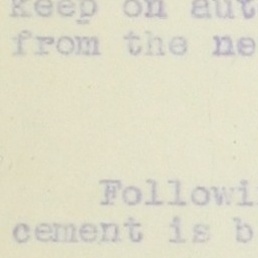 keep on aut
from the ne
Followi
cement is b